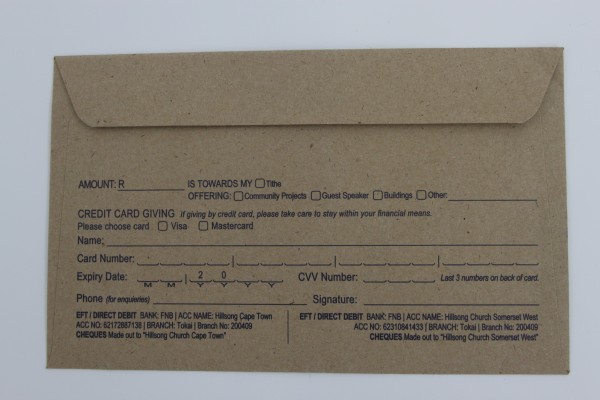 AMOUNT: R IS TOWARDS MY Tithe
OFFERING: Community Projects Guest Speaker Buildings Other:
CREDIT CARD GIVING If giving by credit card, please take care to stay within your financial means.
Please choose card Visa Mastercard
Name:
Card Number:
Expiry Date: 2 0 CVV Number: Last 3 numbers on back of card.
M M Y Y Y Y
Phone (for enquiries) Signature:
EFT / DIRECT DEBIT BANK: FNB | ACC NAME: Hillsong Cape Town
ACC NO: 62172887138 | BRANCH: Tokai | Branch No: 200409
CHEQUES Made out to "Hillsong Church Cape Town"
EFT / DIRECT DEBIT BANK: FNB | ACC NAME: Hillsong Church Somerset West
ACC NO: 62310841433 | BRANCH: Tokai | Branch No: 200409
CHEQUES Made out to "Hillsong Church Somerset West"